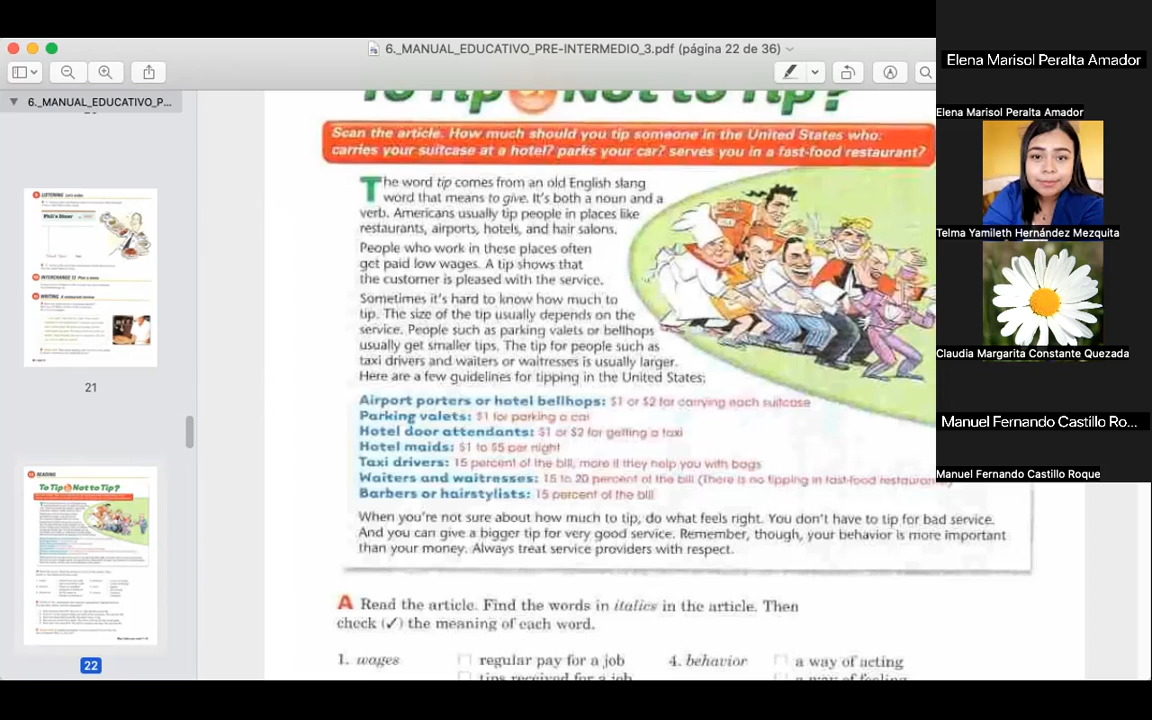 6._MANUAL_EDUCATIVO_PRE-INTERMEDIO_3.pdf (página 22 de 36)
6._MANUAL_EDUCATIVO_P...
21
22
To Tip or Not to Tip?
Scan the article. How much should you tip someone in the United States who:
carries your suitcase at a hotel? parks your car? serves you in a fast-food restaurant?
The word tip comes from an old English slang
word that means to give. It's both a noun and a
verb. Americans usually tip people in places like
restaurants, airports, hotels, and hair salons.
People who work in these places often
get paid low wages. A tip shows that
the customer is pleased with the service.
Sometimes it's hard to know how much to
tip. The size of the tip usually depends on the
service. People such as parking valets or bellhops
usually get smaller tips. The tip for people such as
taxi drivers and waiters or waitresses is usually larger.
Here are a few guidelines for tipping in the United States:
Airport porters or hotel bellhops: $1 or $2 for carrying each suitcase
Parking valets: $1 for parking a car
Hotel door attendants: $1 or $2 for getting a taxi
Hotel maids: $1 to $5 per night
Taxi drivers: 15 percent of the bill, more if they help you with bags
Waiters and waitresses: 15 to 20 percent of the bill (There is no tipping in fast-food restaurants)
Barbers or hairstylists: 15 percent of the bill
When you're not sure about how much to tip, do what feels right. You don't have to tip for bad service.
And you can give a bigger tip for very good service. Remember, though, your behavior is more important
than your money. Always treat service providers with respect.
A Read the article. Find the words in italics in the article. Then
check (✓) the meaning of each word.
1. wages regular pay for a job 4. behavior a way of acting
tips received for a job a way of feeling
Elena Marisol Peralta Amador
Elena Marisol Peralta Amador
Telma Yamileth Hernández Mezquita
Claudia Margarita Constante Quezada
Manuel Fernando Castillo Ro...
Manuel Fernando Castillo Roque